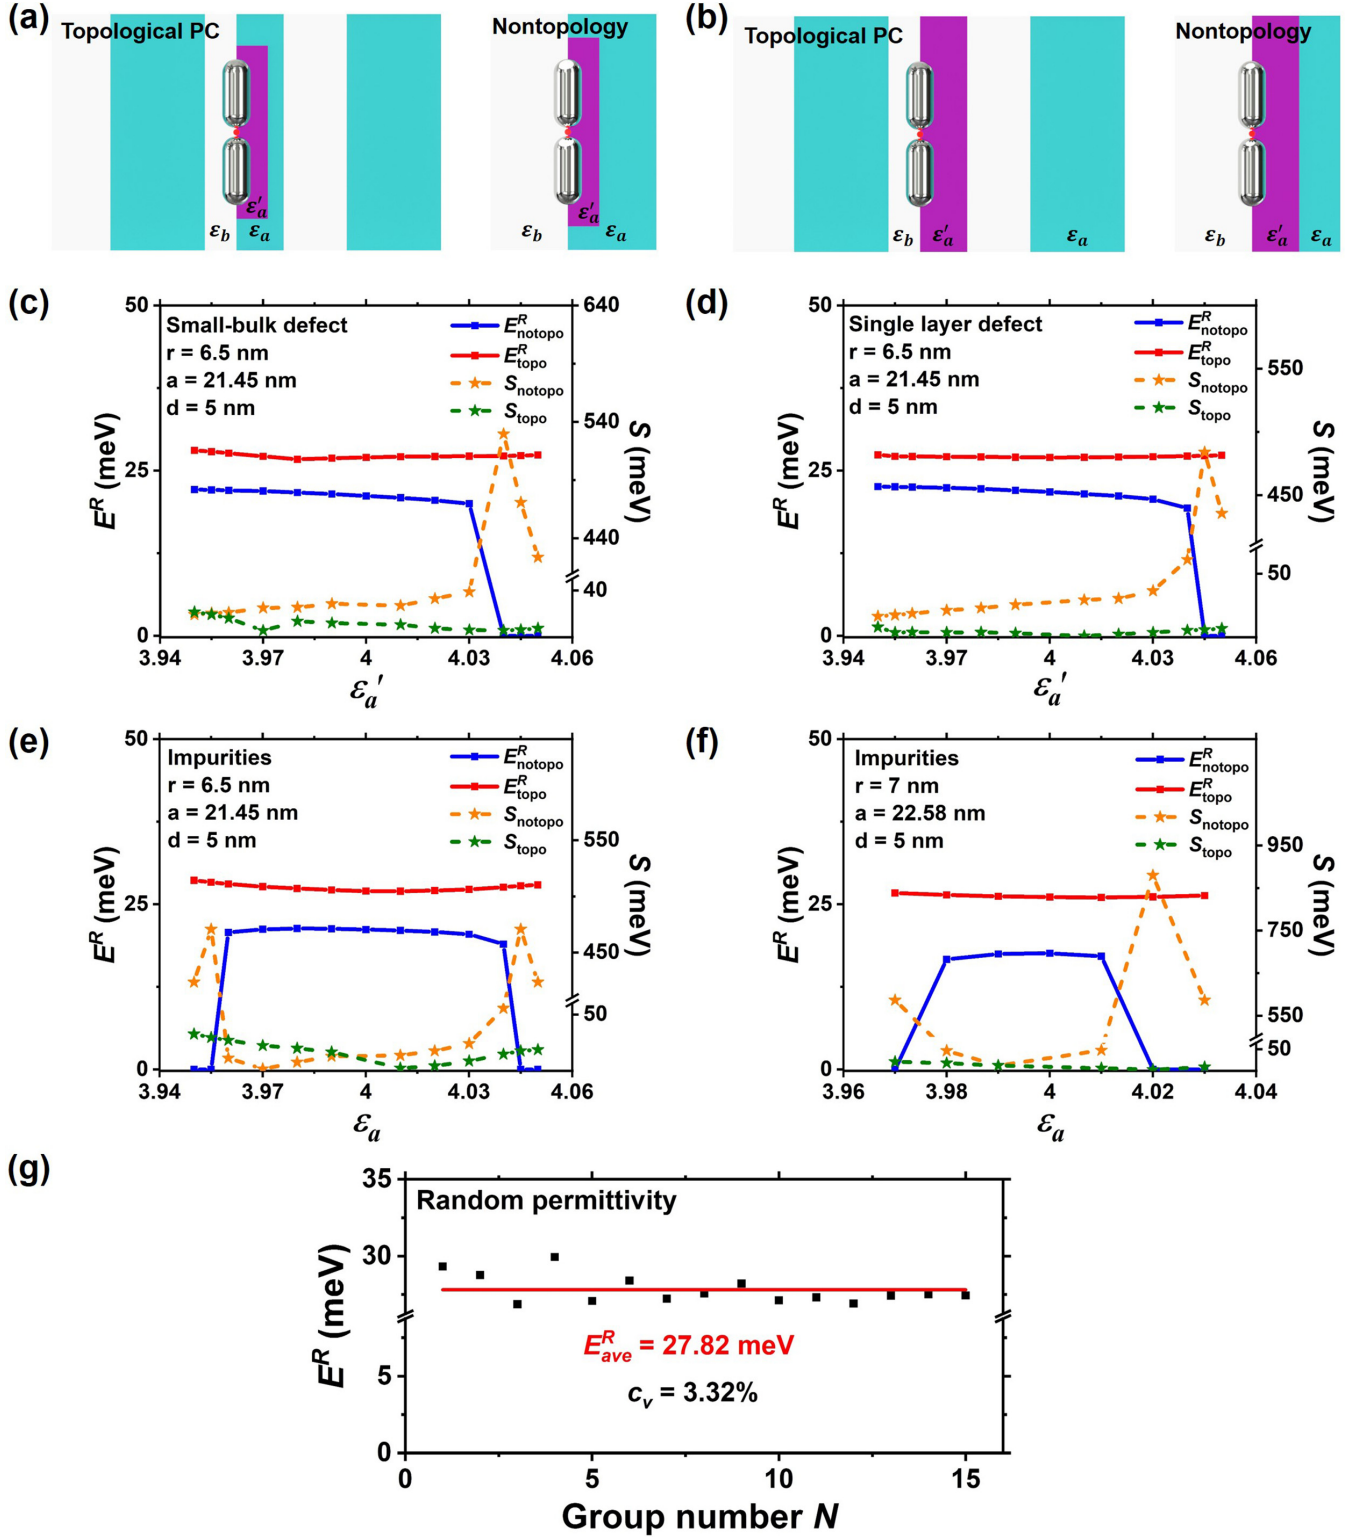 (a)
Topological PC
Nontopology
ε′a
εb
εa
ε′a
εb
εa
(b)
Topological PC
Nontopology
εb
ε′a
εa
εb
ε′a
εa
(c)
Small-bulk defect
r = 6.5 nm
a = 21.45 nm
d = 5 nm
E^R_notopo
E^R_topo
S_notopo
S_topo
50
25
0
E^R (meV)
640
540
440
40
S (meV)
3.94 3.97 4 4.03 4.06
εa′
(d)
Single layer defect
r = 6.5 nm
a = 21.45 nm
d = 5 nm
E^R_notopo
E^R_topo
S_notopo
S_topo
50
25
0
E^R (meV)
550
450
50
S (meV)
3.94 3.97 4 4.03 4.06
εa′
(e)
Impurities
r = 6.5 nm
a = 21.45 nm
d = 5 nm
E^R_notopo
E^R_topo
S_notopo
S_topo
50
25
0
E^R (meV)
550
450
50
S (meV)
3.94 3.97 4 4.03 4.06
εa
(f)
Impurities
r = 7 nm
a = 22.58 nm
d = 5 nm
E^R_notopo
E^R_topo
S_notopo
S_topo
50
25
0
E^R (meV)
950
750
550
50
S (meV)
3.96 3.98 4 4.02 4.04
εa
(g)
Random permittivity
35
30
5
0
E^R (meV)
E^R_ave = 27.82 meV
c_v = 3.32%
0 5 10 15
Group number N